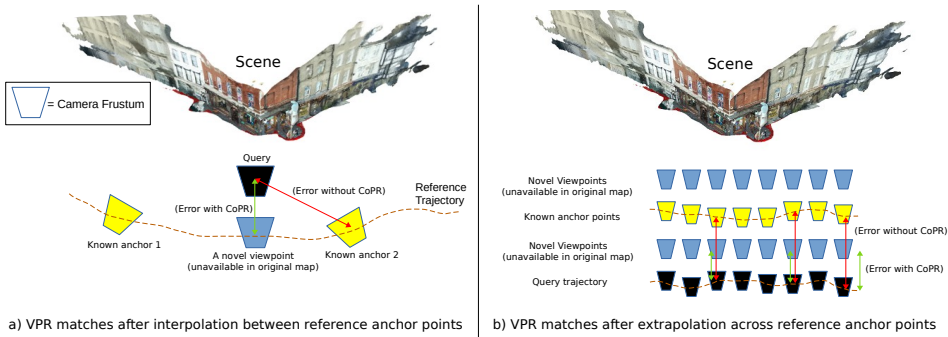 Scene
= Camera Frustum
Query
(Error without CoPR)
Reference
Trajectory
(Error with CoPR)
Known anchor 1
A novel viewpoint
(unavailable in original map)
Known anchor 2
a) VPR matches after interpolation between reference anchor points
Scene
Novel Viewpoints
(unavailable in original map)
Known anchor points
(Error without CoPR)
Novel Viewpoints
(unavailable in original map)
(Error with CoPR)
Query trajectory
b) VPR matches after extrapolation across reference anchor points